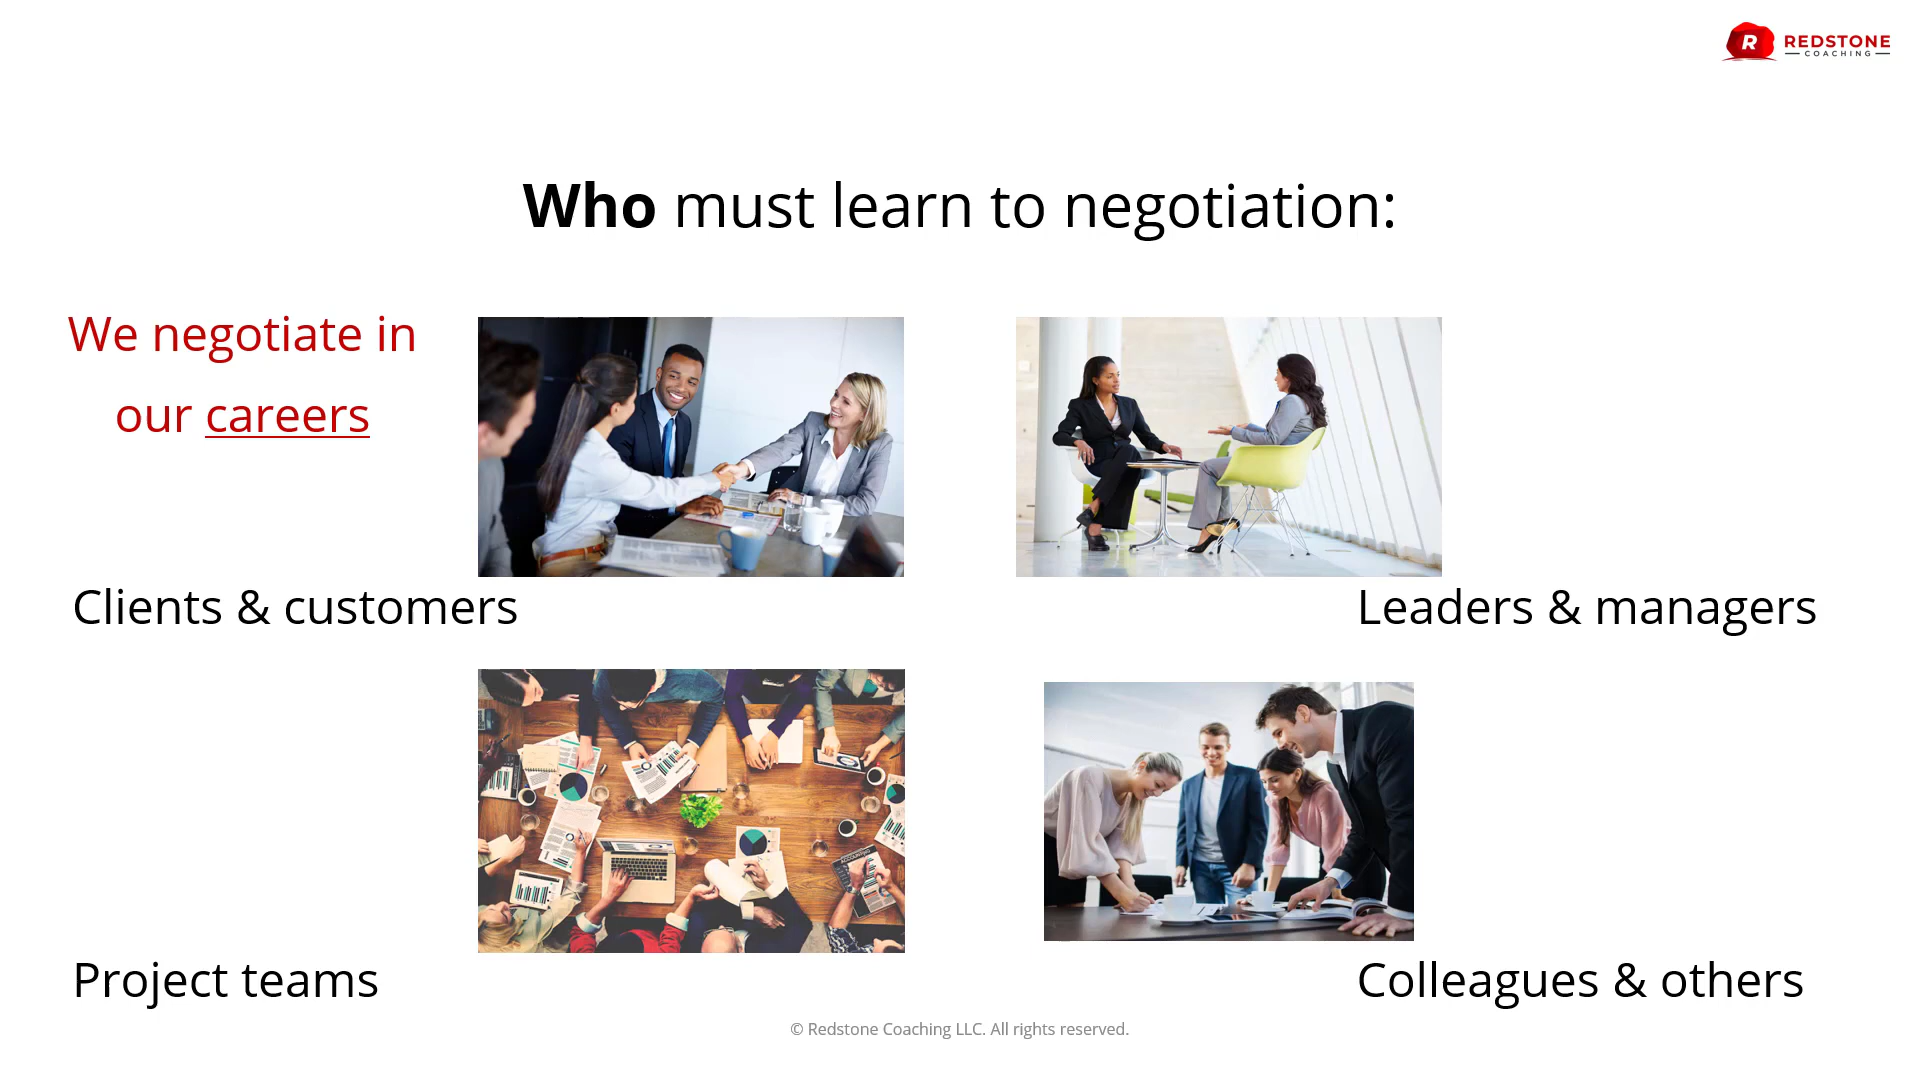 R REDSTONE
COACHING
Who must learn to negotiation:
We negotiate in
our careers
Clients & customers
Leaders & managers
Project teams
Colleagues & others
© Redstone Coaching LLC. All rights reserved.